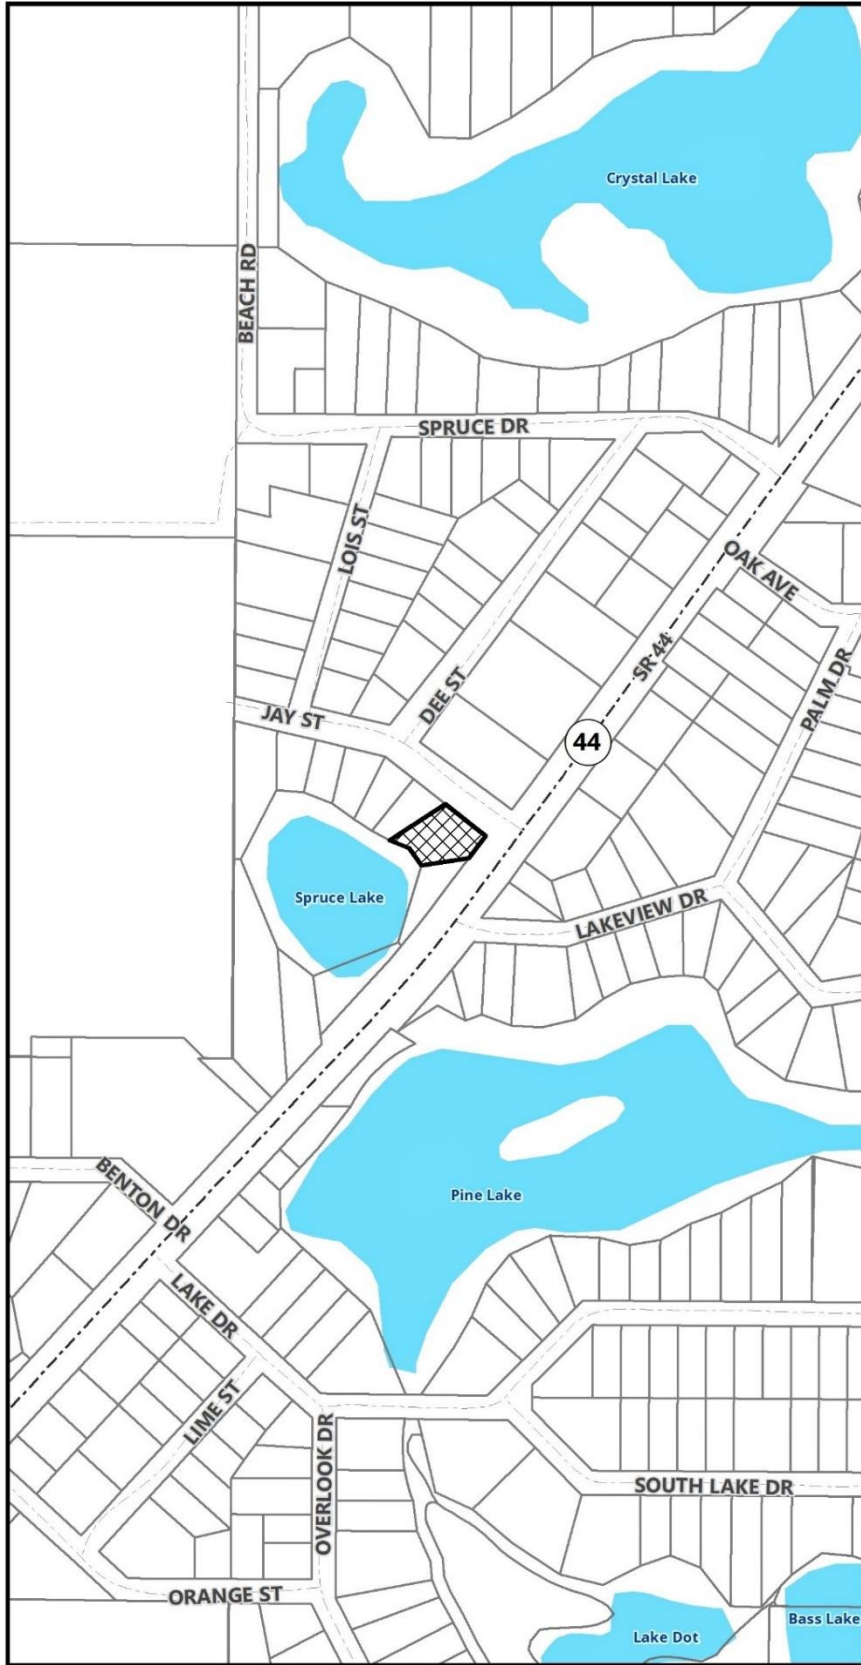 Crystal Lake
BEACH RD
SPRUCE DR
LOIS ST
OAK AVE
SR 44
DEE ST
PALM DR
JAY ST
44
Spruce Lake
LAKEVIEW DR
BENTON DR
Pine Lake
LAKE DR
LIME ST
OVERLOOK DR
SOUTH LAKE DR
ORANGE ST
Bass Lake
Lake Dot